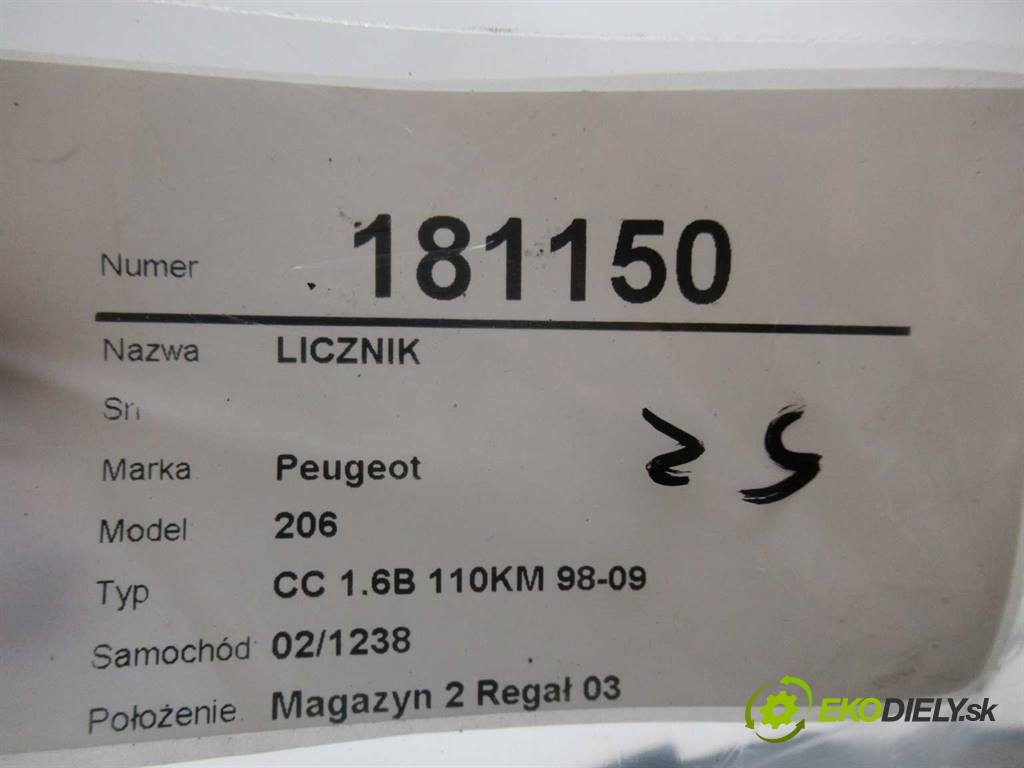 Numer 181150
Nazwa LICZNIK
Sn
Marka Peugeot 25
Model 206
Typ CC 1.6B 110KM 98-09
Samochód 02/1238
Położenie Magazyn 2 Regał 03
EKODIELY.sk